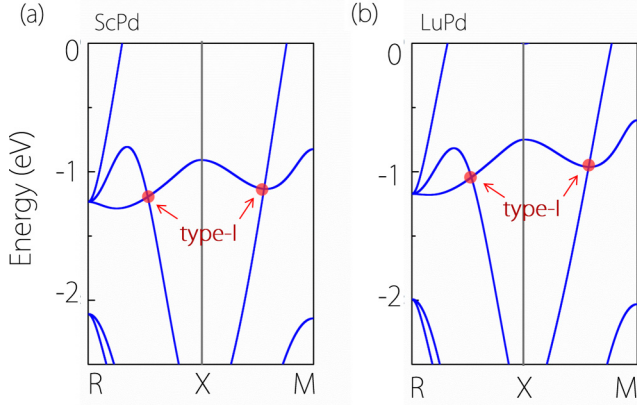 (a) ScPd
Energy (eV)
0
-1
-2
type-I
R X M
(b) LuPd
0
-1
-2
type-I
R X M